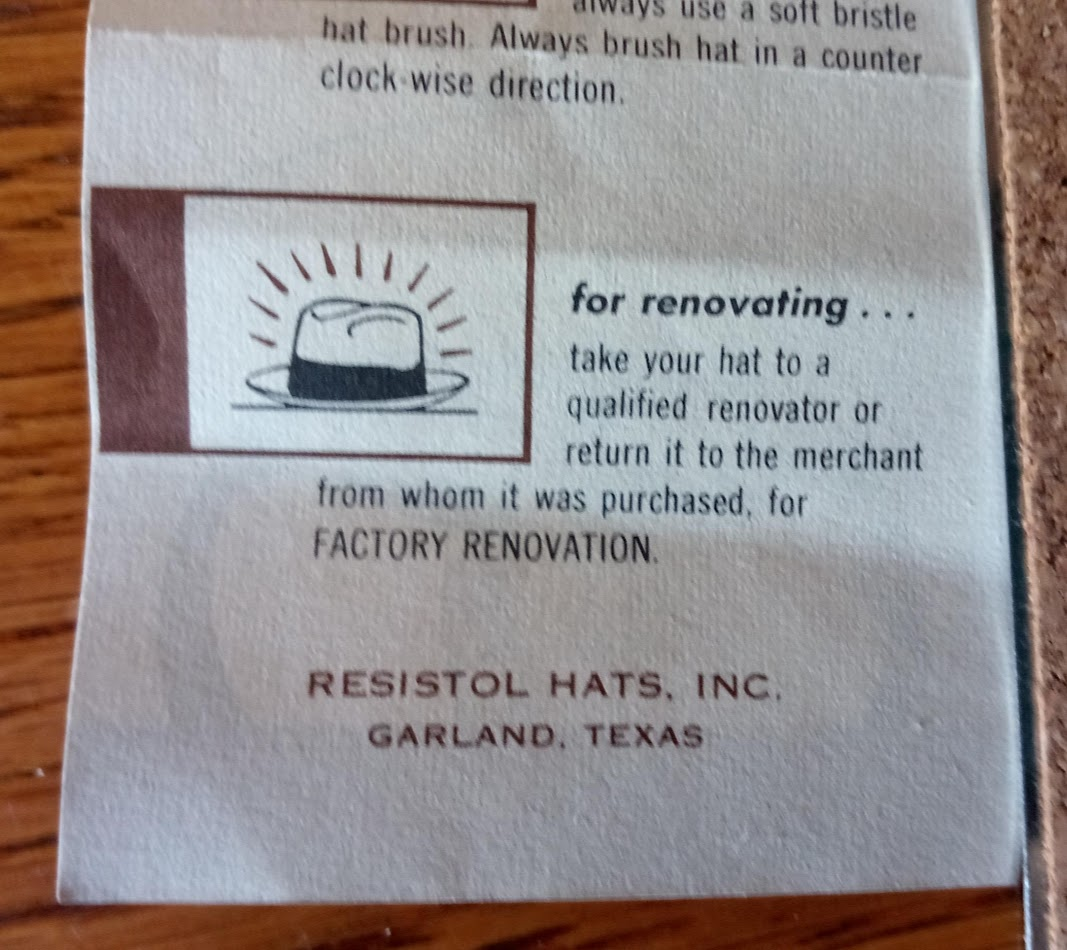 always use a soft bristle
hat brush. Always brush hat in a counter
clock-wise direction.
for renovating . . .
take your hat to a
qualified renovator or
return it to the merchant
from whom it was purchased, for
FACTORY RENOVATION.
RESISTOL HATS, INC.
GARLAND, TEXAS